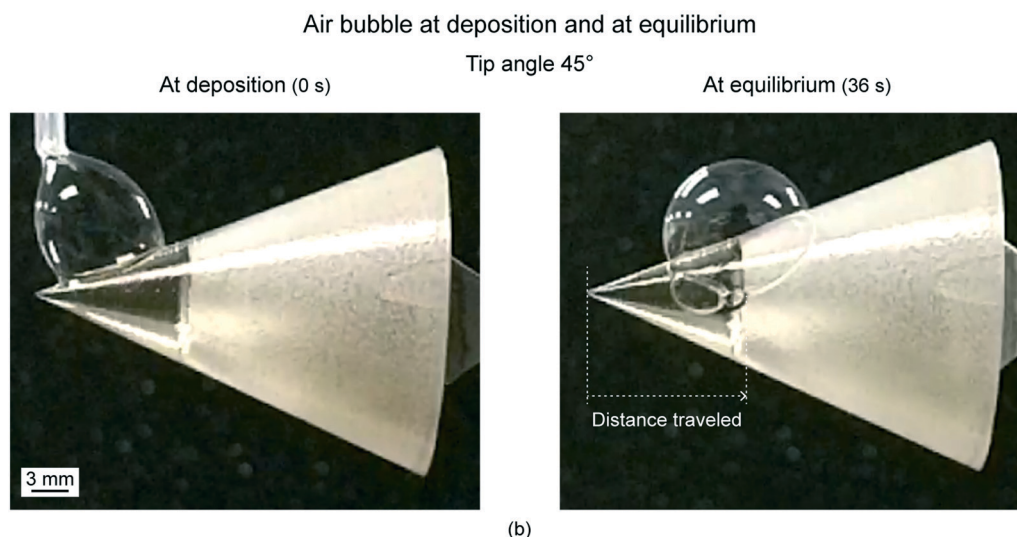 Air bubble at deposition and at equilibrium
Tip angle 45°
At deposition (0 s)
At equilibrium (36 s)
Distance traveled
3 mm
(b)